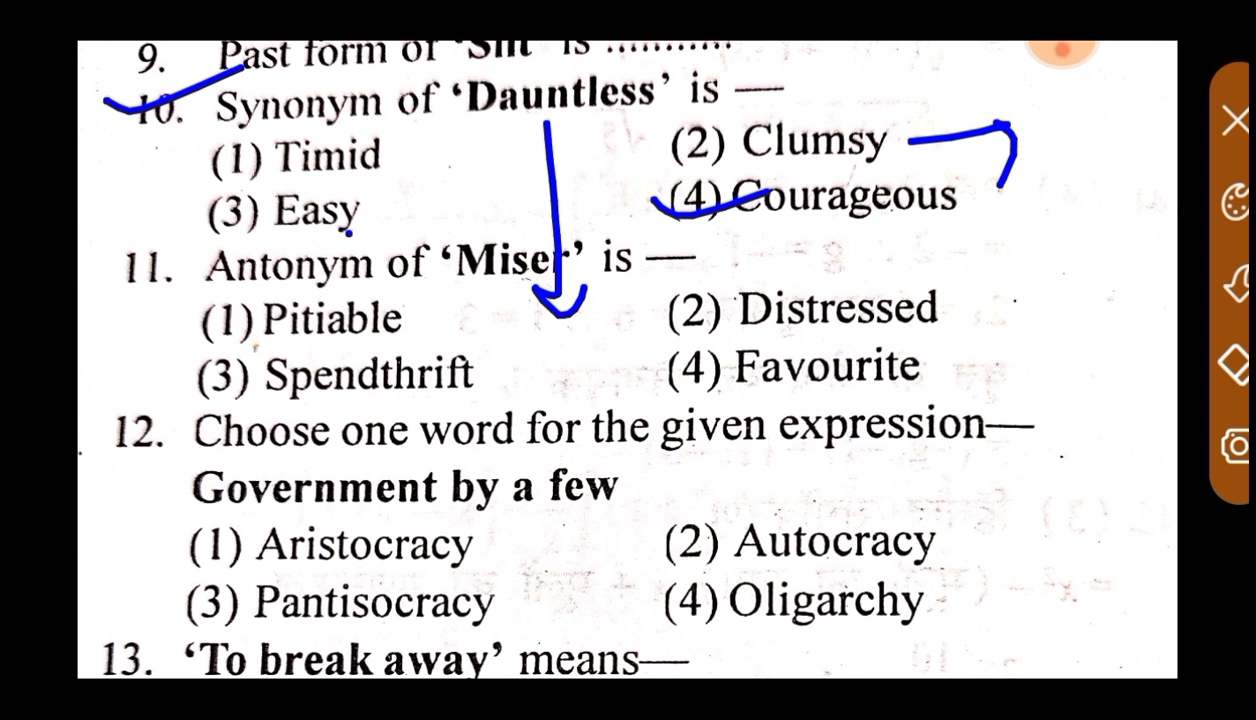 9. Past form of 'Slit' is ...........
10. Synonym of 'Dauntless' is —
(1) Timid (2) Clumsy
(3) Easy (4) Courageous
11. Antonym of 'Miser' is —
(1) Pitiable (2) Distressed
(3) Spendthrift (4) Favourite
12. Choose one word for the given expression—
Government by a few
(1) Aristocracy (2) Autocracy
(3) Pantisocracy (4) Oligarchy
13. 'To break away' means—